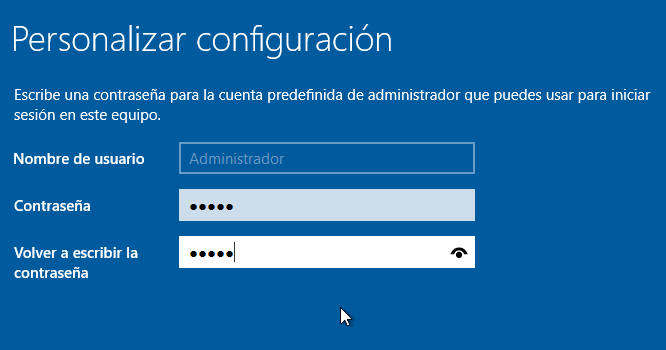 Personalizar configuración
Escribe una contraseña para la cuenta predefinida de administrador que puedes usar para iniciar
sesión en este equipo.
Nombre de usuario
Administrador
Contraseña
●●●●●
Volver a escribir la
contraseña
●●●●●